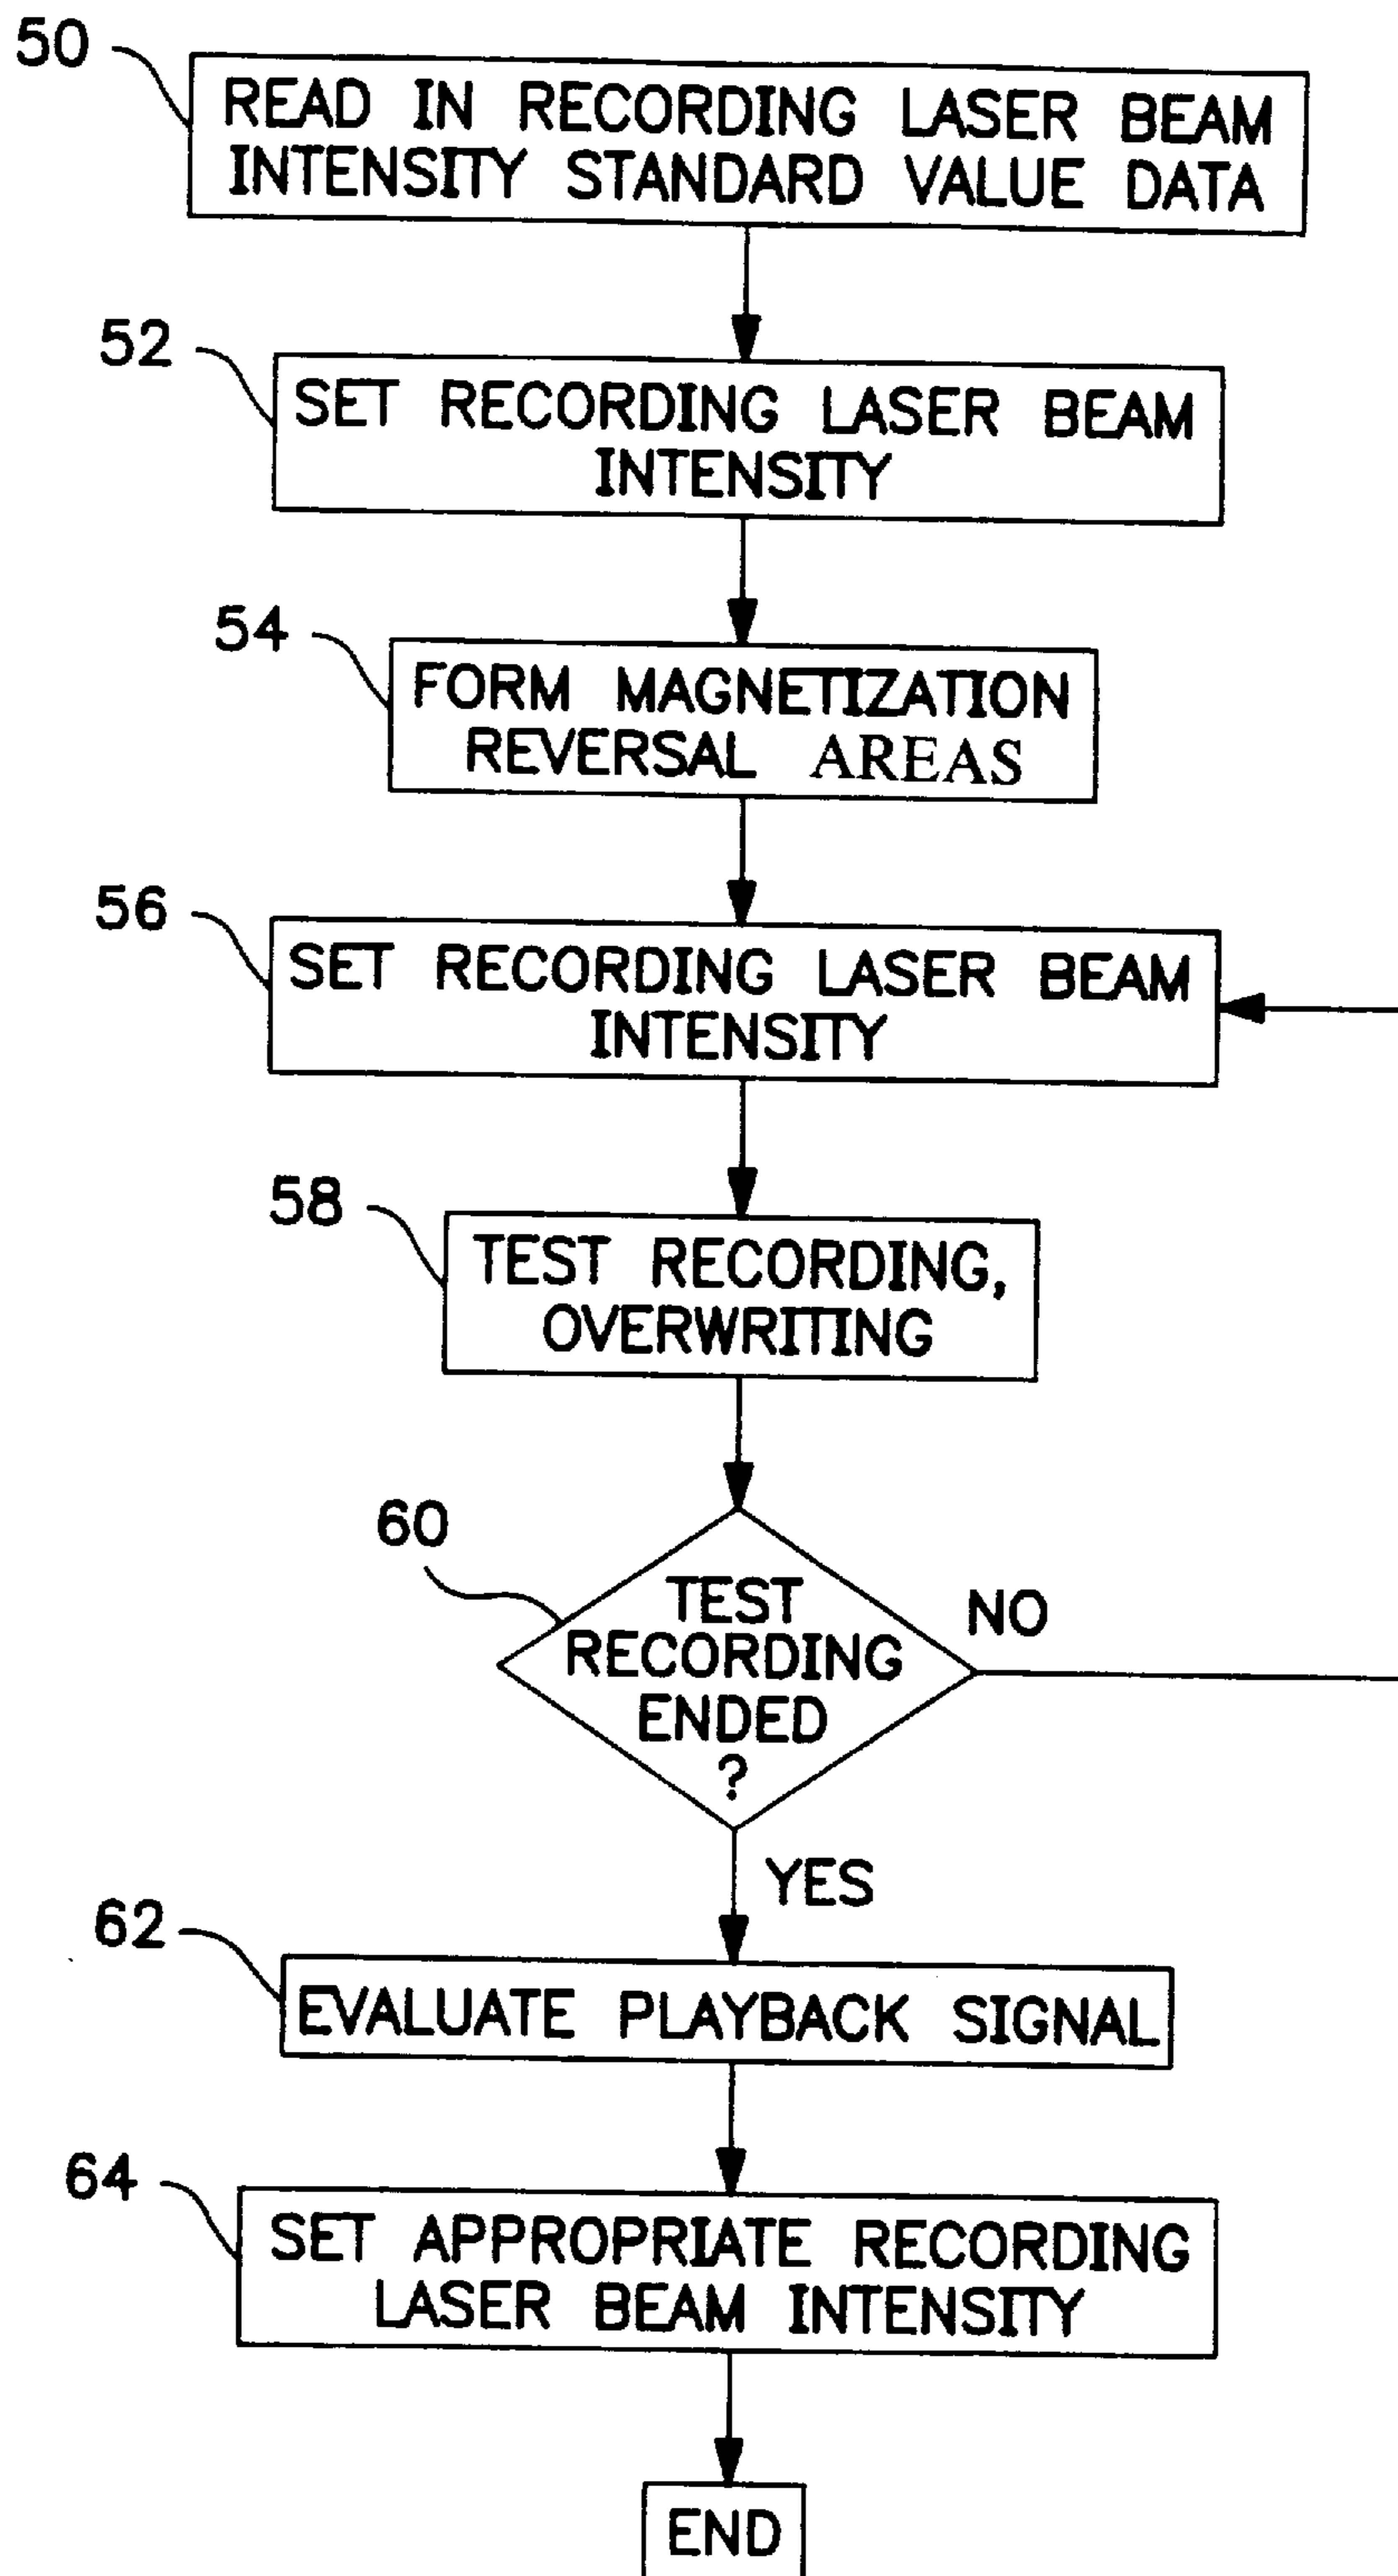 50
READ IN RECORDING LASER BEAM
INTENSITY STANDARD VALUE DATA
52
SET RECORDING LASER BEAM
INTENSITY
54
FORM MAGNETIZATION
REVERSAL AREAS
56
SET RECORDING LASER BEAM
INTENSITY
58
TEST RECORDING,
OVERWRITING
60
TEST
RECORDING
ENDED
?
NO
YES
62
EVALUATE PLAYBACK SIGNAL
64
SET APPROPRIATE RECORDING
LASER BEAM INTENSITY
END